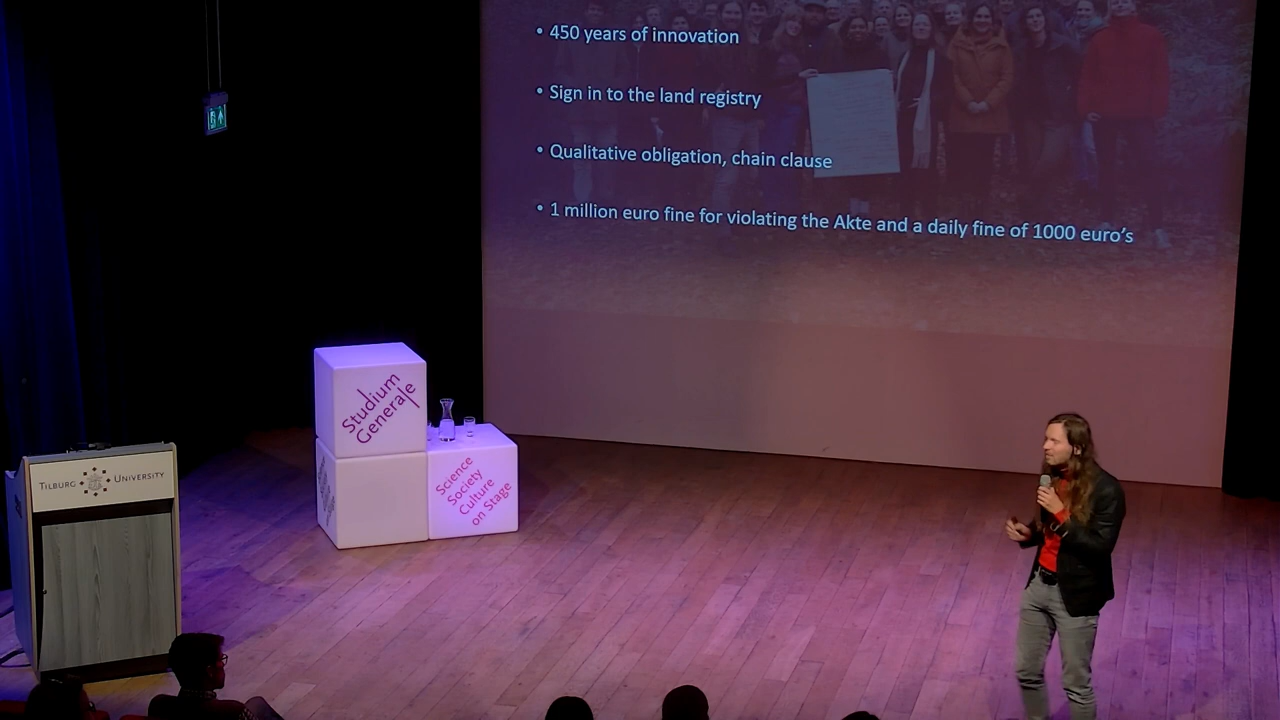 • 450 years of innovation
• Sign in to the land registry
• Qualitative obligation, chain clause
• 1 million euro fine for violating the Akte and a daily fine of 1000 euro's
Studium
Generale
Science
Society
Culture
on Stage
TILBURG UNIVERSITY